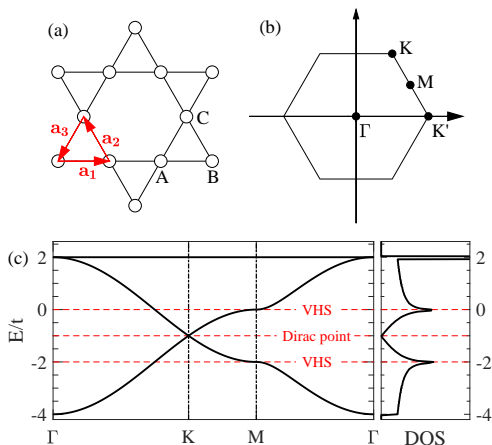 (a)
(b)
K
M
C
Γ
K'
a₃
a₂
a₁
A
B
(c)
E/t
2
0
-2
-4
VHS
Dirac point
VHS
2
0
-2
-4
Γ
K
M
Γ
DOS